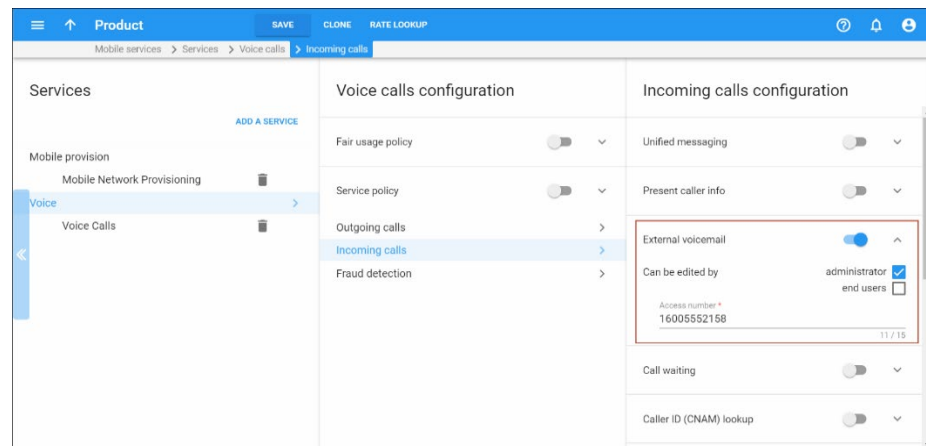 Product SAVE CLONE RATE LOOKUP
Mobile services > Services > Voice calls > Incoming calls
Services
ADD A SERVICE
Mobile provision
Mobile Network Provisioning
Voice
Voice Calls
Voice calls configuration
Fair usage policy
Service policy
Outgoing calls
Incoming calls
Fraud detection
Incoming calls configuration
Unified messaging
Present caller info
External voicemail
Can be edited by administrator
end users
Access number *
16005552158
11 / 15
Call waiting
Caller ID (CNAM) lookup